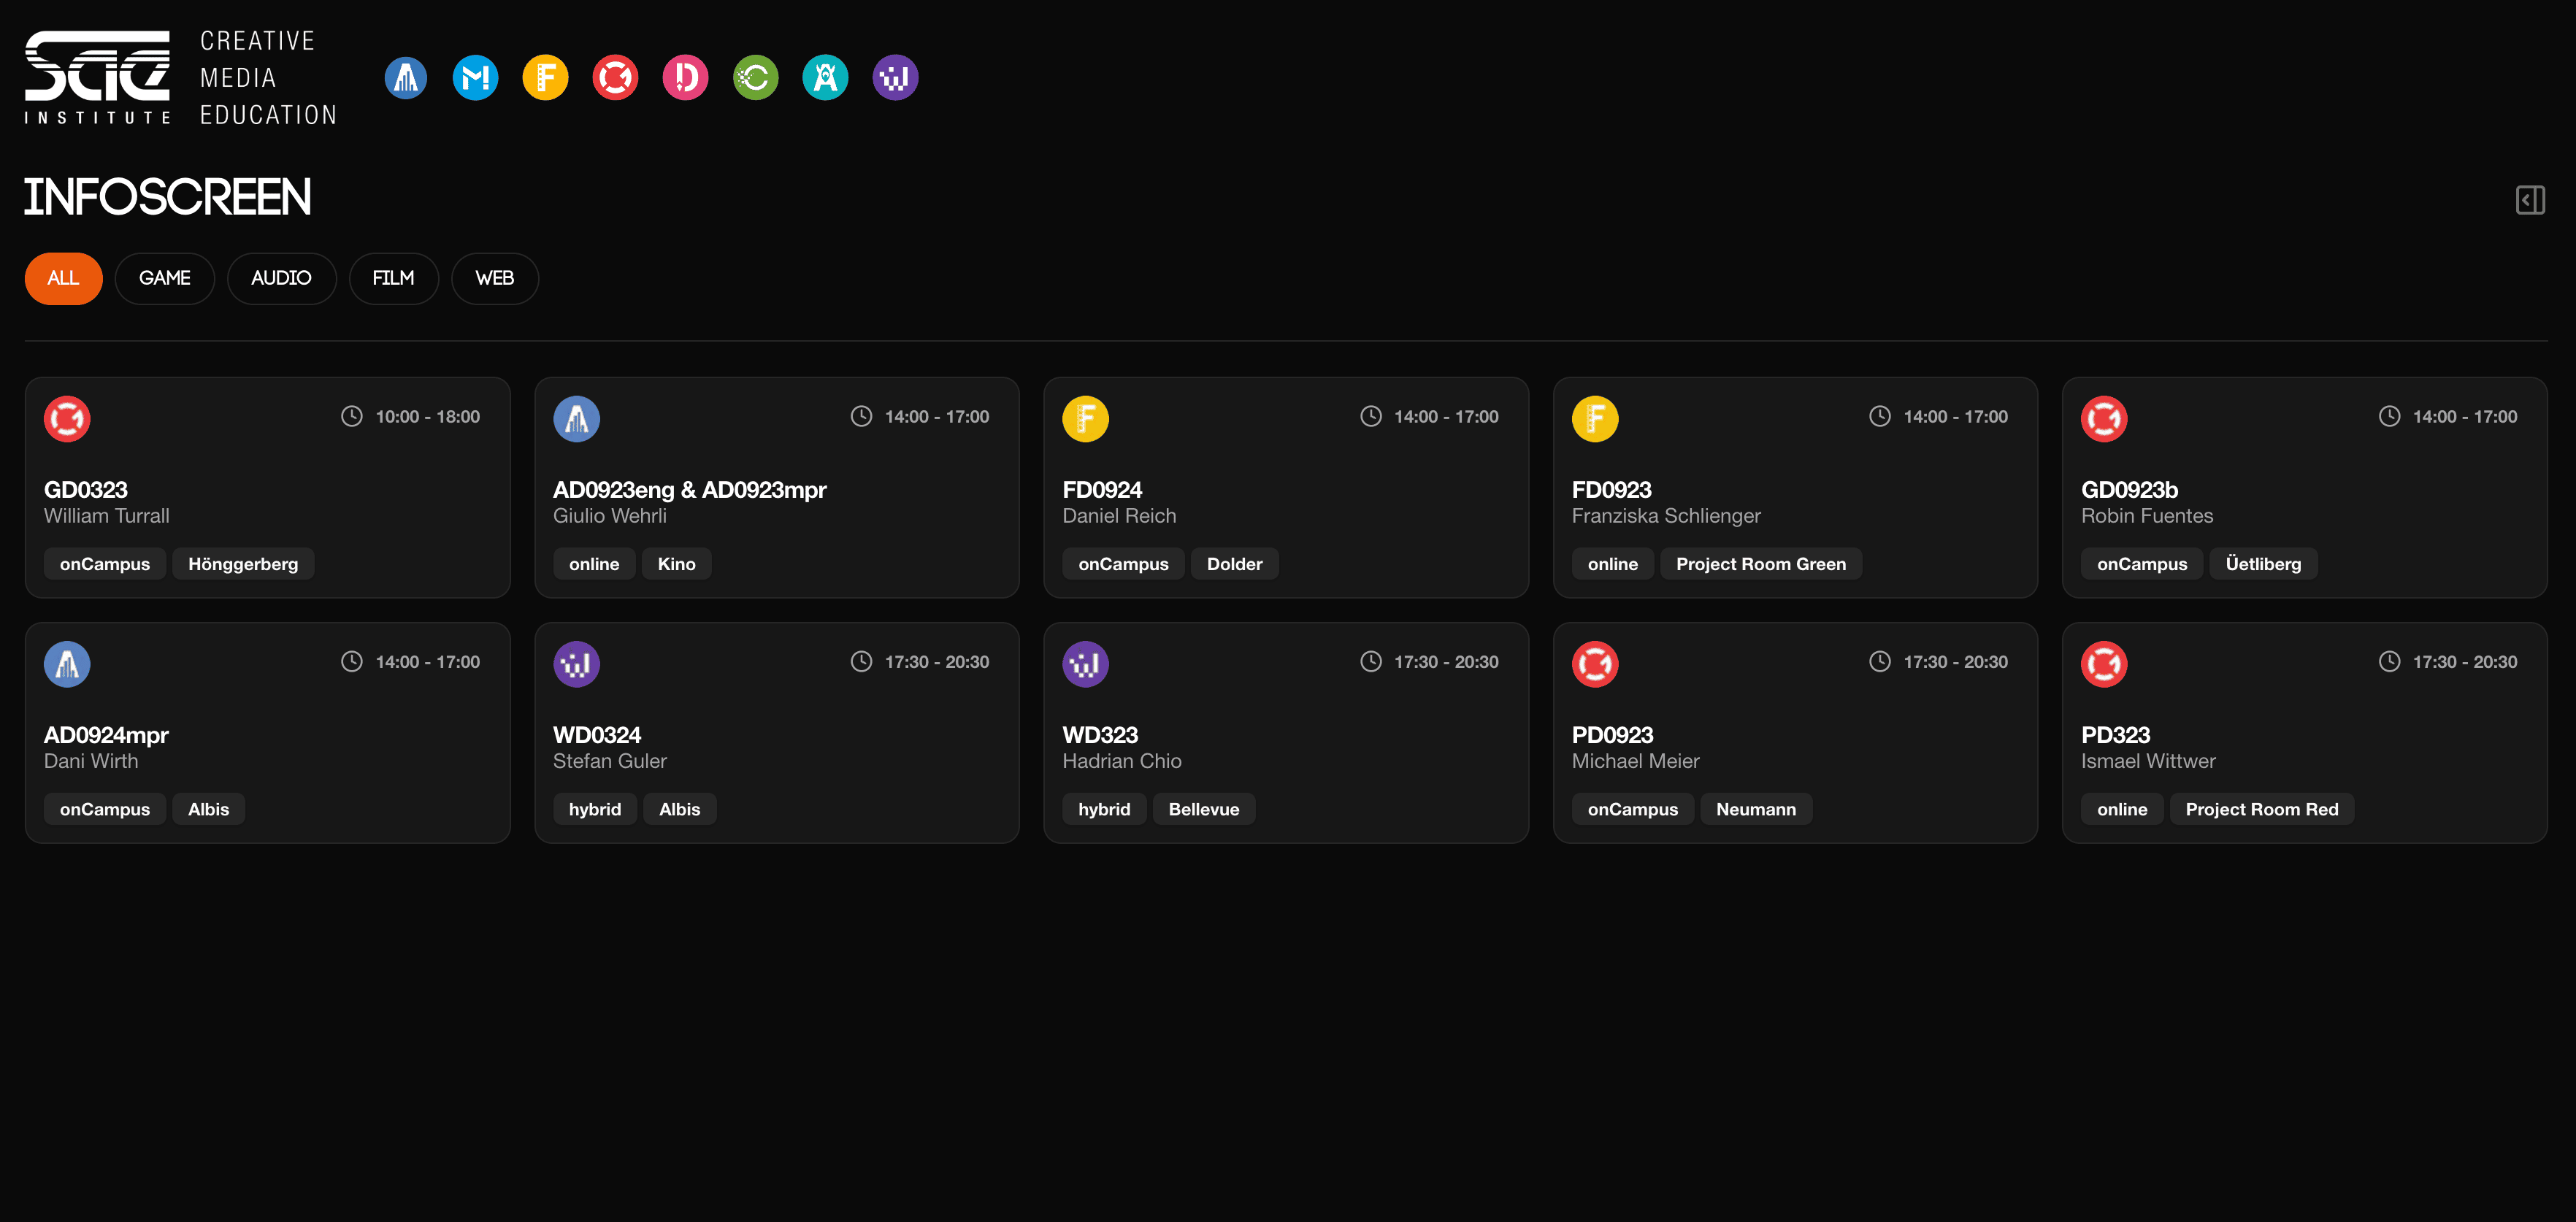 sae
INSTITUTE
CREATIVE
MEDIA
EDUCATION
INFOSCREEN
ALL
GAME
AUDIO
FILM
WEB
10:00 - 18:00
GD0323
William Turrall
onCampus
Hönggerberg
14:00 - 17:00
AD0923eng & AD0923mpr
Giulio Wehrli
online
Kino
14:00 - 17:00
FD0924
Daniel Reich
onCampus
Dolder
14:00 - 17:00
FD0923
Franziska Schlienger
online
Project Room Green
14:00 - 17:00
GD0923b
Robin Fuentes
onCampus
Üetliberg
14:00 - 17:00
AD0924mpr
Dani Wirth
onCampus
Albis
17:30 - 20:30
WD0324
Stefan Guler
hybrid
Albis
17:30 - 20:30
WD323
Hadrian Chio
hybrid
Bellevue
17:30 - 20:30
PD0923
Michael Meier
onCampus
Neumann
17:30 - 20:30
PD323
Ismael Wittwer
online
Project Room Red